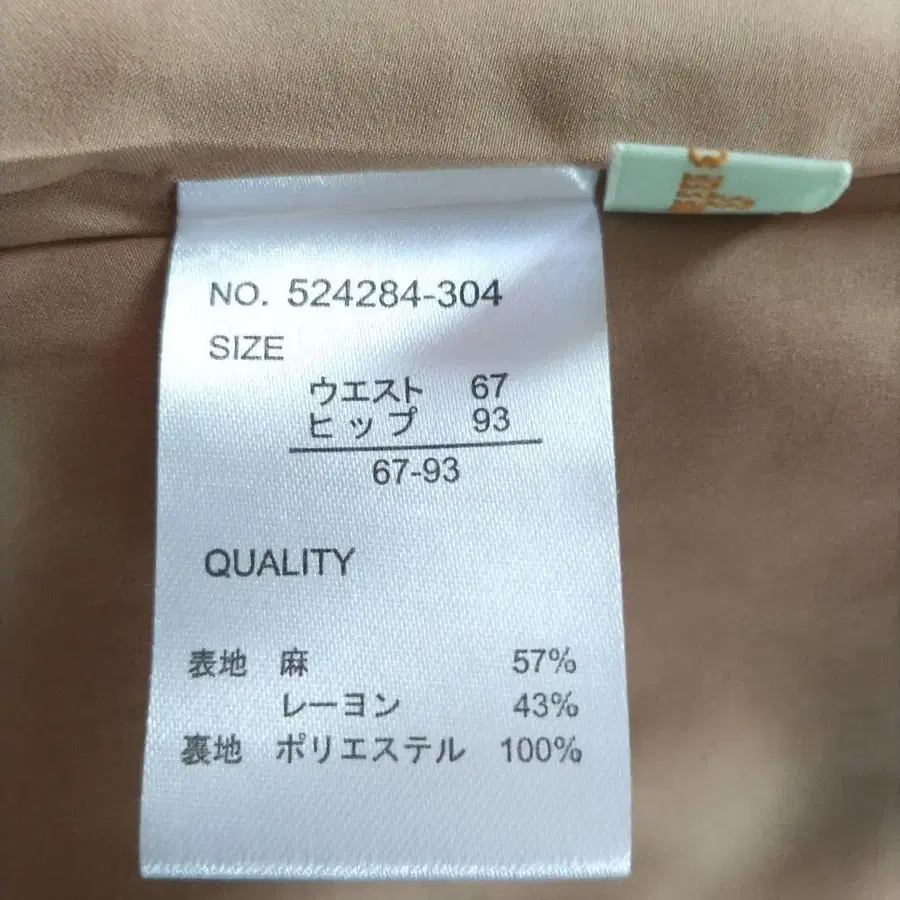 NO. 524284-304
SIZE
ウエスト 67
ヒップ 93
67-93
QUALITY
表地 麻 57%
レーヨン 43%
裏地 ポリエステル 100%